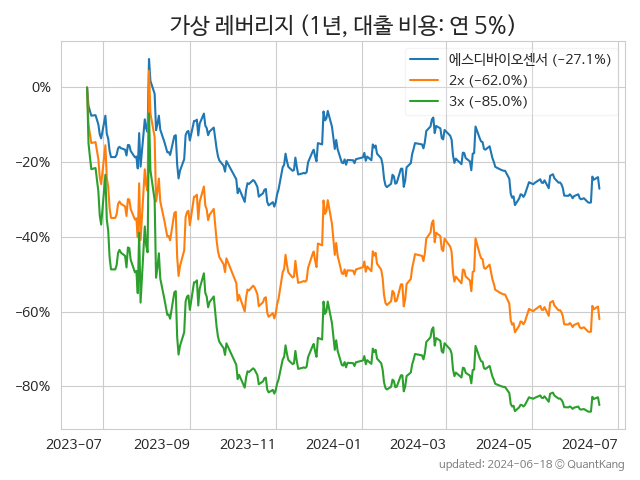 가상 레버리지 (1년, 대출 비용: 연 5%)
에스디바이오센서 (−27.1%)
2x (−62.0%)
3x (−85.0%)
0%
−20%
−40%
−60%
−80%
2023-07 2023-09 2023-11 2024-01 2024-03 2024-05 2024-07
updated: 2024-06-18 © QuantKang